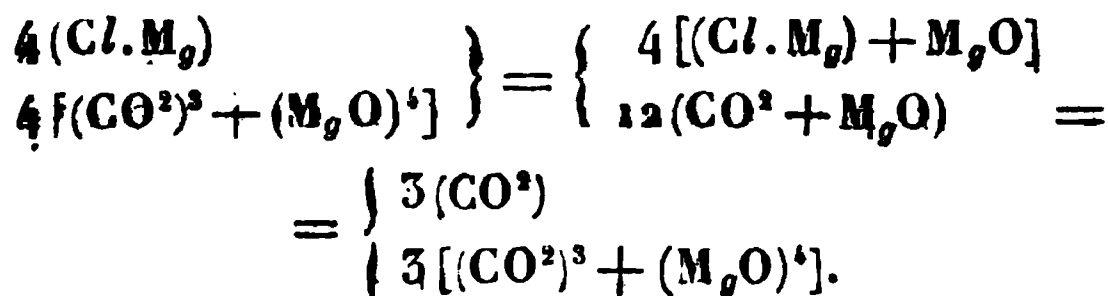 4(Cl.Mg) } = { 4[(Cl.Mg)+MgO]
4[(CO²)³+(MgO)⁴] } = { 12(CO²+MgO) =
= { 3(CO²)
{ 3[(CO²)³+(MgO)⁴].